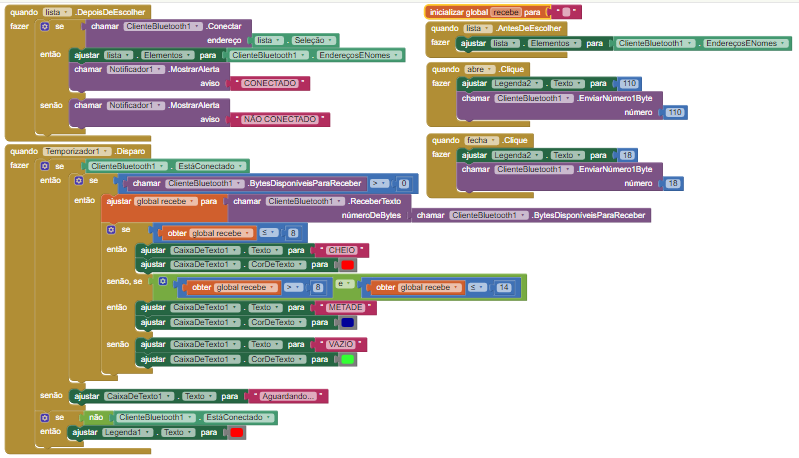 quando lista .DepoisDeEscolher
fazer se chamar ClienteBluetooth1 .Conectar
endereço lista . Seleção
então ajustar lista . Elementos para ClienteBluetooth1 . EndereçosENomes
chamar Notificador1 .MostrarAlerta
aviso " CONECTADO "
senão chamar Notificador1 .MostrarAlerta
aviso " NÃO CONECTADO "
quando Temporizador1 .Disparo
fazer se ClienteBluetooth1 . EstáConectado
então se chamar ClienteBluetooth1 .BytesDisponíveisParaReceber > 0
então ajustar global recebe para chamar ClienteBluetooth1 .ReceberTexto
númeroDeBytes chamar ClienteBluetooth1 .BytesDisponíveisParaReceber
se obter global recebe ≤ 8
então ajustar CaixaDeTexto1 . Texto para " CHEIO "
ajustar CaixaDeTexto1 . CorDeTexto para
senão, se obter global recebe > 8 e obter global recebe ≤ 14
então ajustar CaixaDeTexto1 . Texto para " METADE "
ajustar CaixaDeTexto1 . CorDeTexto para
senão ajustar CaixaDeTexto1 . Texto para " VAZIO "
ajustar CaixaDeTexto1 . CorDeTexto para
senão ajustar CaixaDeTexto1 . Texto para " Aguardando... "
se não ClienteBluetooth1 . EstáConectado
então ajustar Legenda1 . Texto para
inicializar global recebe para " "
quando lista .AntesDeEscolher
fazer ajustar lista . Elementos para ClienteBluetooth1 . EndereçosENomes
quando abre .Clique
fazer ajustar Legenda2 . Texto para 110
chamar ClienteBluetooth1 .EnviarNúmero1Byte
número 110
quando fecha .Clique
fazer ajustar Legenda2 . Texto para 18
chamar ClienteBluetooth1 .EnviarNúmero1Byte
número 18